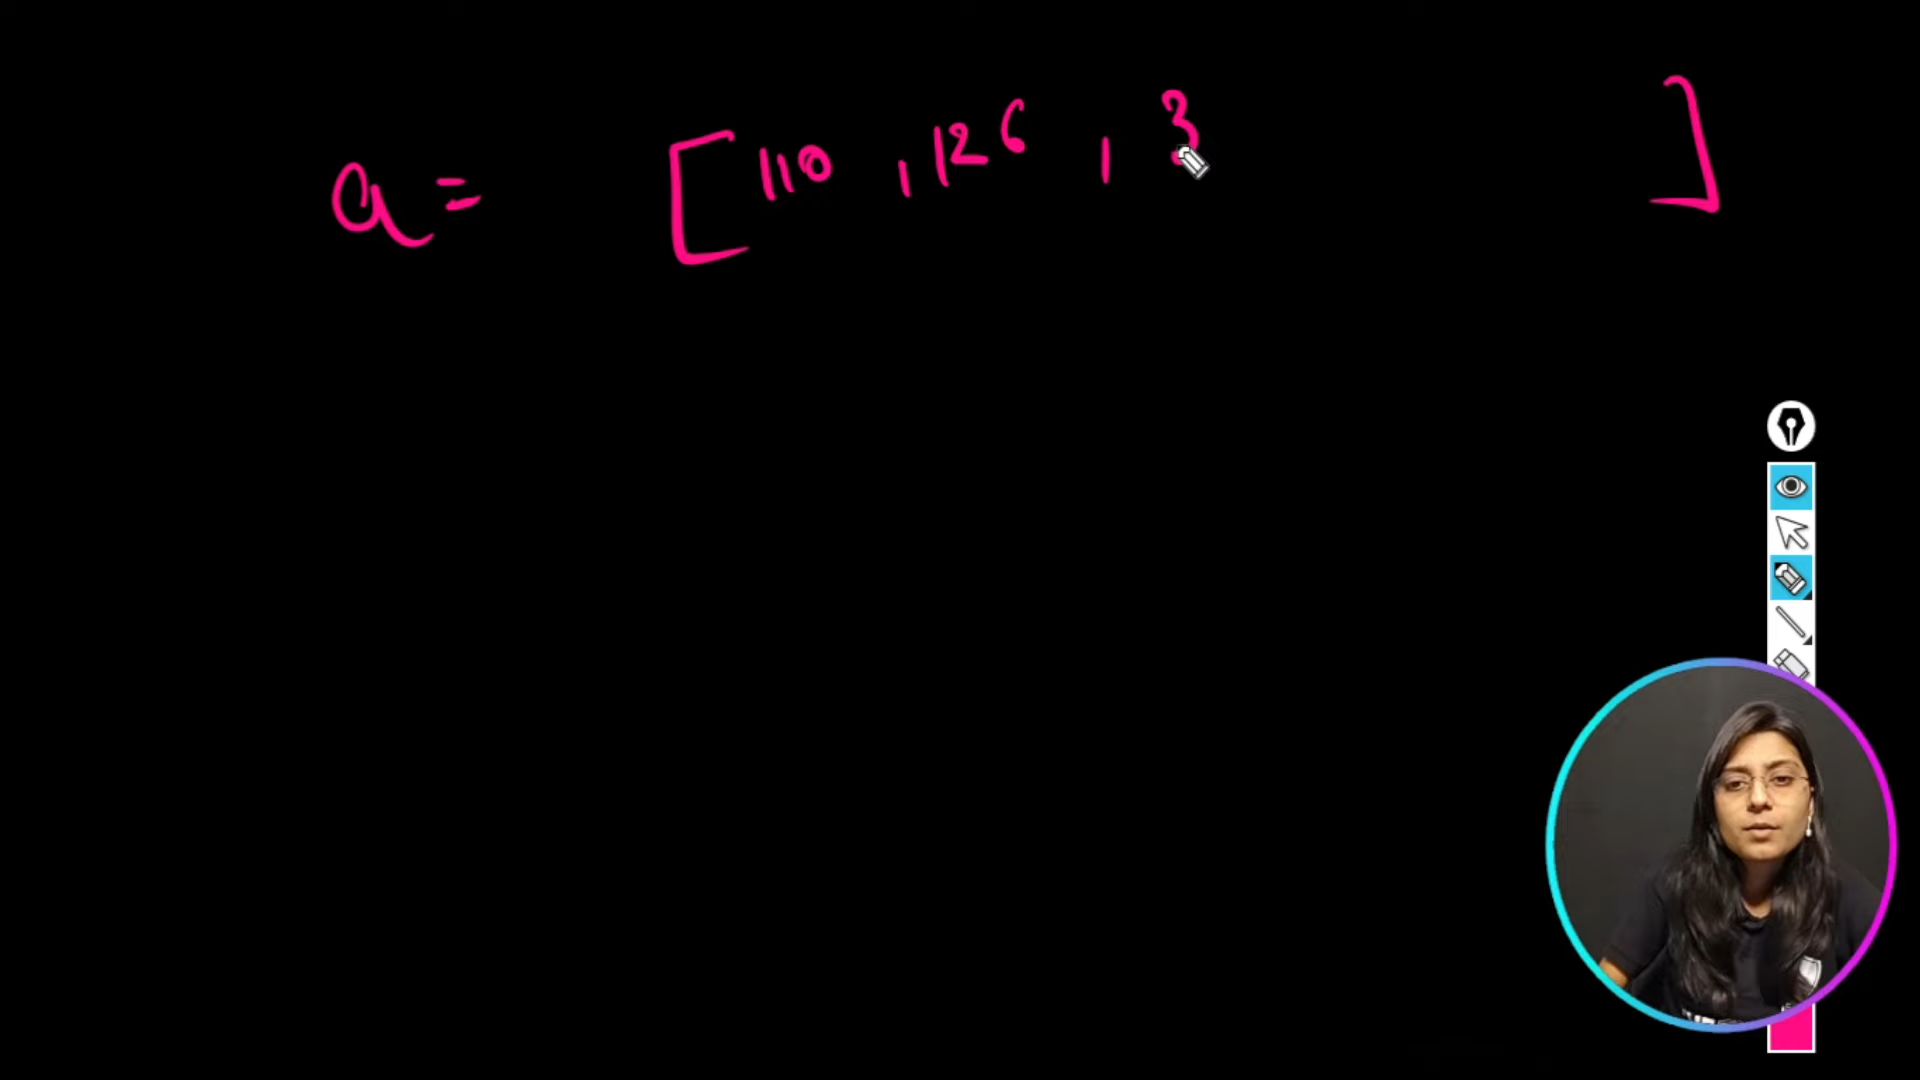 a = [110, 126, 3 ]